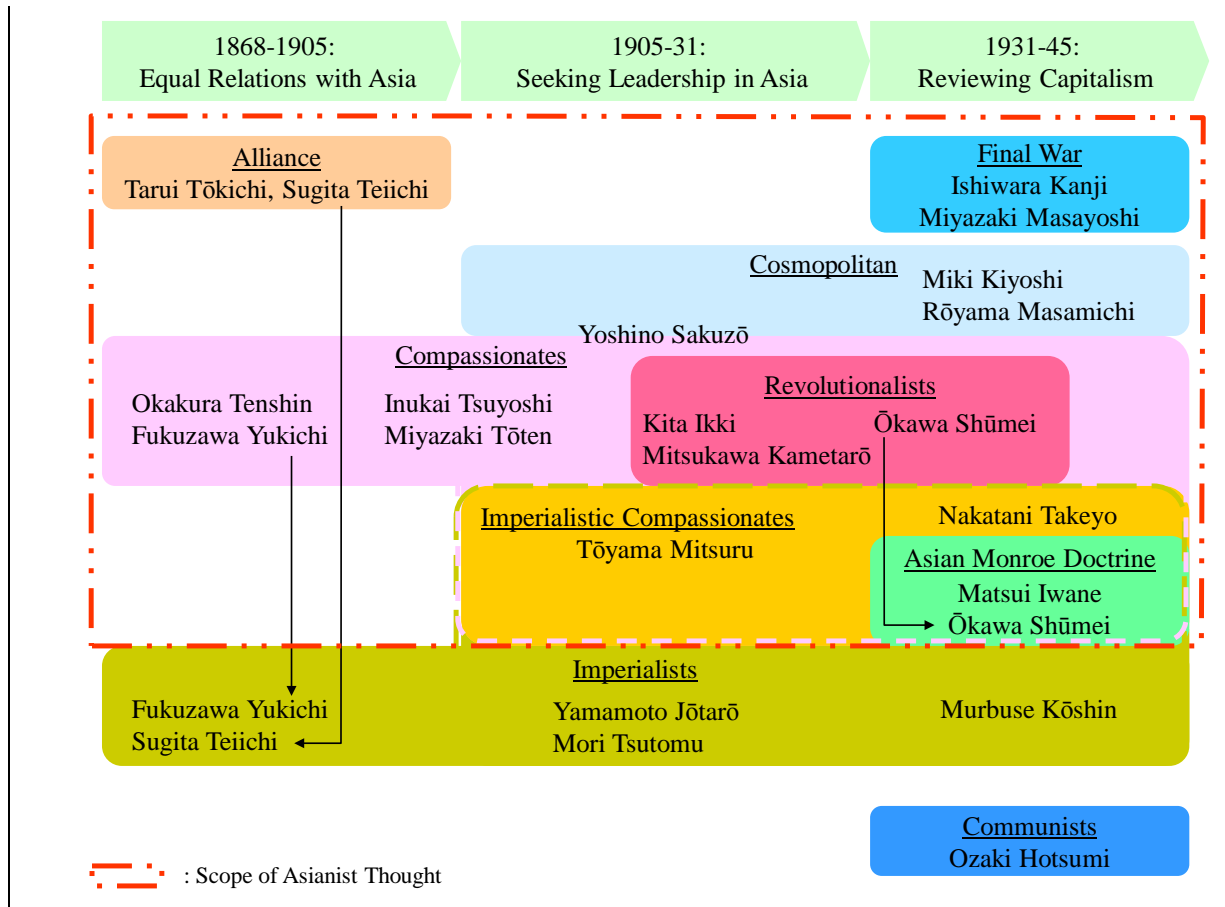 1868-1905:
Equal Relations with Asia
1905-31:
Seeking Leadership in Asia
1931-45:
Reviewing Capitalism
Alliance
Tarui Tōkichi, Sugita Teiichi
Final War
Ishiwara Kanji
Miyazaki Masayoshi
Cosmopolitan
Miki Kiyoshi
Rōyama Masamichi
Yoshino Sakuzō
Compassionates
Okakura Tenshin
Fukuzawa Yukichi
Inukai Tsuyoshi
Miyazaki Tōten
Revolutionalists
Kita Ikki
Ōkawa Shūmei
Mitsukawa Kametarō
Imperialistic Compassionates
Tōyama Mitsuru
Nakatani Takeyo
Asian Monroe Doctrine
Matsui Iwane
Ōkawa Shūmei
Imperialists
Fukuzawa Yukichi
Sugita Teiichi
Yamamoto Jōtarō
Mori Tsutomu
Murbuse Kōshin
Communists
Ozaki Hotsumi
: Scope of Asianist Thought